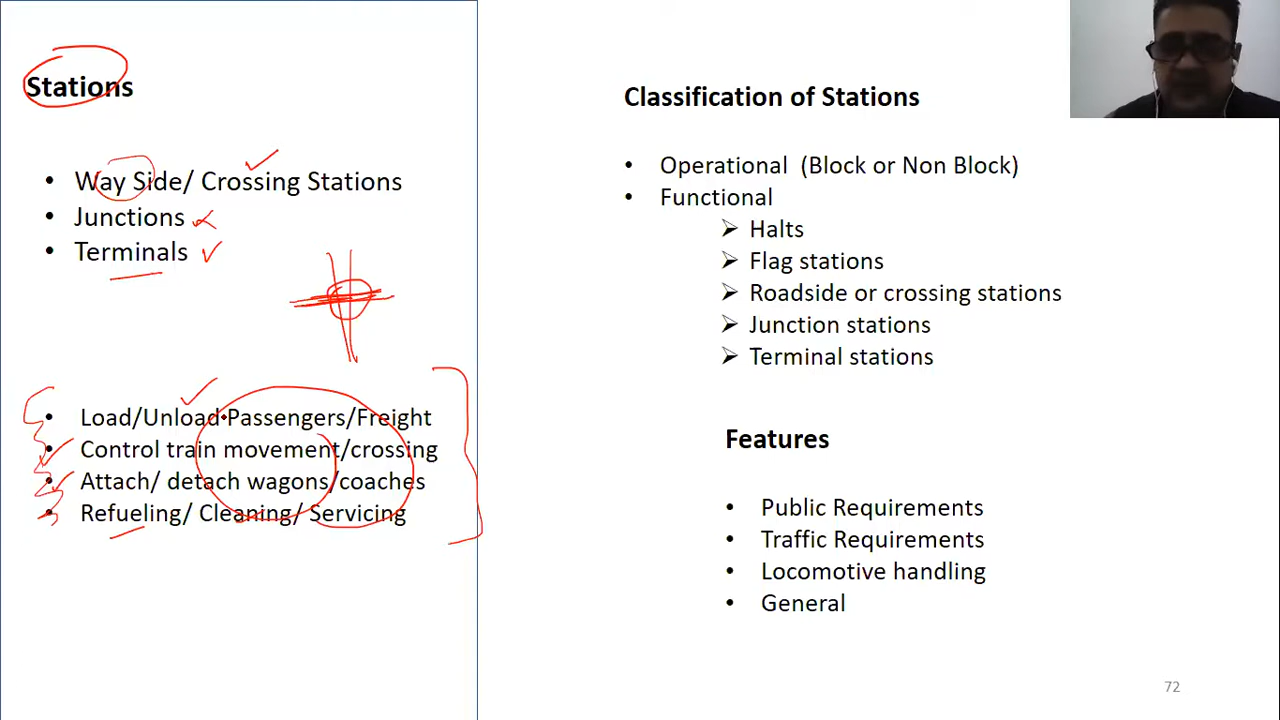 Stations
• Way Side/ Crossing Stations
• Junctions
• Terminals
• Load/Unload Passengers/Freight
• Control train movement/crossing
• Attach/ detach wagons/coaches
• Refueling/ Cleaning/ Servicing
Classification of Stations
• Operational (Block or Non Block)
• Functional
➤ Halts
➤ Flag stations
➤ Roadside or crossing stations
➤ Junction stations
➤ Terminal stations
Features
• Public Requirements
• Traffic Requirements
• Locomotive handling
• General
72